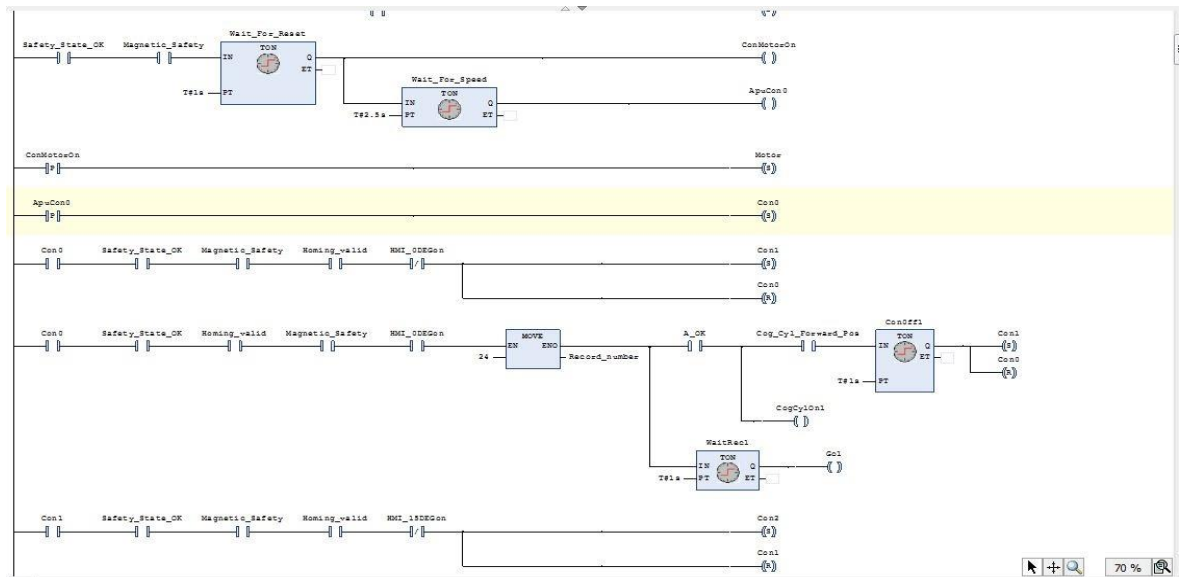 Wait_For_Reset
Safety_State_OK Magnetic_Safety TON ConMotorOn
IN Q
ET
Wait_For_Speed
T#1s PT TON ApuCon0
IN Q
T#2.5s PT ET
ConMotorOn Motor
P S
ApuCon0 Con0
P S
Con0 Safety_State_OK Magnetic_Safety Homing_valid HMI_0DEGon Con1
/ S
Con0
R
Con0ff1
Con0 Safety_State_OK Homing_valid Magnetic_Safety HMI_0DEGon MOVE A_OK Cog_Cyl_Forward_Pos TON Con1
EN ENO IN Q S
24 Record_number ET Con0
R
T#1s PT
CogCylOn1
WaitRec1
TON Go1
IN Q
T#1s PT ET
Con1 Safety_State_OK Magnetic_Safety Homing_valid HMI_15DEGon Con2
/ S
Con1
R
70 %